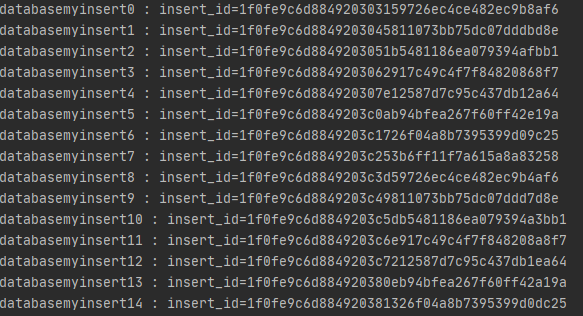 databasemyinsert0 : insert_id=1f0fe9c6d884920303159726ec4ce482ec9b8af6
databasemyinsert1 : insert_id=1f0fe9c6d8849203045811073bb75dc07dddbd8e
databasemyinsert2 : insert_id=1f0fe9c6d8849203051b5481186ea079394afbb1
databasemyinsert3 : insert_id=1f0fe9c6d8849203062917c49c4f7f84820868f7
databasemyinsert4 : insert_id=1f0fe9c6d884920307e12587d7c95c437db12a64
databasemyinsert5 : insert_id=1f0fe9c6d8849203c0ab94bfea267f60ff42e19a
databasemyinsert6 : insert_id=1f0fe9c6d8849203c1726f04a8b7395399d09c25
databasemyinsert7 : insert_id=1f0fe9c6d8849203c253b6ff11f7a615a8a83258
databasemyinsert8 : insert_id=1f0fe9c6d8849203c3d59726ec4ce482ec9b4af6
databasemyinsert9 : insert_id=1f0fe9c6d8849203c49811073bb75dc07ddd7d8e
databasemyinsert10 : insert_id=1f0fe9c6d8849203c5db5481186ea079394a3bb1
databasemyinsert11 : insert_id=1f0fe9c6d8849203c6e917c49c4f7f848208a8f7
databasemyinsert12 : insert_id=1f0fe9c6d8849203c7212587d7c95c437db1ea64
databasemyinsert13 : insert_id=1f0fe9c6d884920380eb94bfea267f60ff42a19a
databasemyinsert14 : insert_id=1f0fe9c6d884920381326f04a8b7395399d0dc25